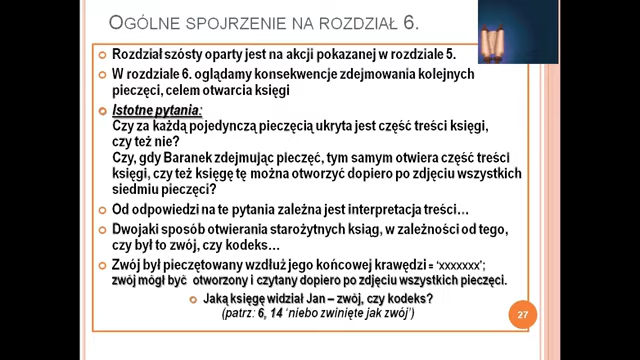 OGÓLNE SPOJRZENIE NA ROZDZIAŁ 6.
Rozdział szósty oparty jest na akcji pokazanej w rozdziale 5.
W rozdziale 6. oglądamy konsekwencje zdejmowania kolejnych
pieczęci, celem otwarcia księgi
Istotne pytania:
Czy za każdą pojedynczą pieczęcią ukryta jest część treści księgi,
czy też nie?
Czy, gdy Baranek zdejmując pieczęć, tym samym otwiera część treści
księgi, czy też księgę tę można otworzyć dopiero po zdjęciu wszystkich
siedmiu pieczęci?
Od odpowiedzi na te pytania zależna jest interpretacja treści...
Dwojaki sposób otwierania starożytnych ksiąg, w zależności od tego,
czy był to zwój, czy kodeks...
Zwój był pieczętowany wzdłuż jego końcowej krawędzi = 'xxxxxxx';
zwój mógł być otworzony i czytany dopiero po zdjęciu wszystkich pieczęci.
Jaką księgę widział Jan – zwój, czy kodeks?
(patrz: 6, 14 'niebo zwinięte jak zwój')
27